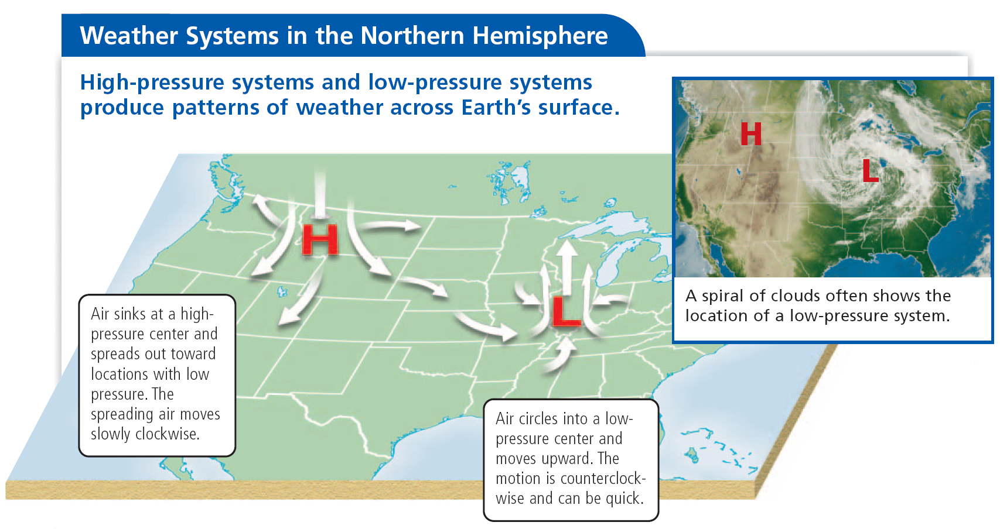 Weather Systems in the Northern Hemisphere
High-pressure systems and low-pressure systems
produce patterns of weather across Earth's surface.
H
L
A spiral of clouds often shows the
location of a low-pressure system.
H
L
Air sinks at a high-
pressure center and
spreads out toward
locations with low
pressure. The
spreading air moves
slowly clockwise.
Air circles into a low-
pressure center and
moves upward. The
motion is counterclock-
wise and can be quick.